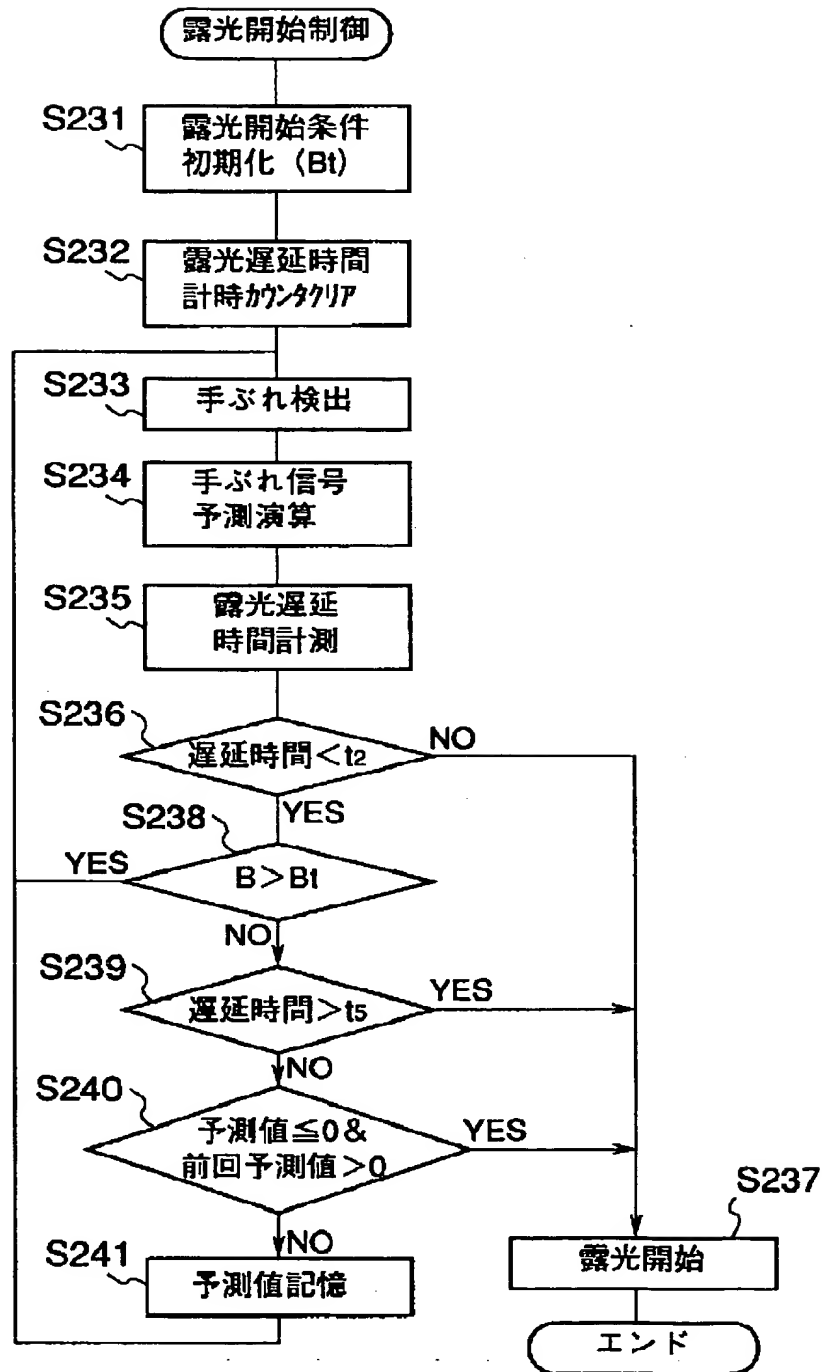 露光開始制御
S231
露光開始条件
初期化（Bt）
S232
露光遅延時間
計時ｶｳﾝﾀｸﾘｱ
S233
手ぶれ検出
S234
手ぶれ信号
予測演算
S235
露光遅延
時間計測
S236
遅延時間＜t2
NO
YES
S238
YES
B＞Bt
NO
S239
遅延時間＞t5
YES
NO
S240
予測値≦0＆
前回予測値＞0
YES
NO
S241
予測値記憶
S237
露光開始
エンド